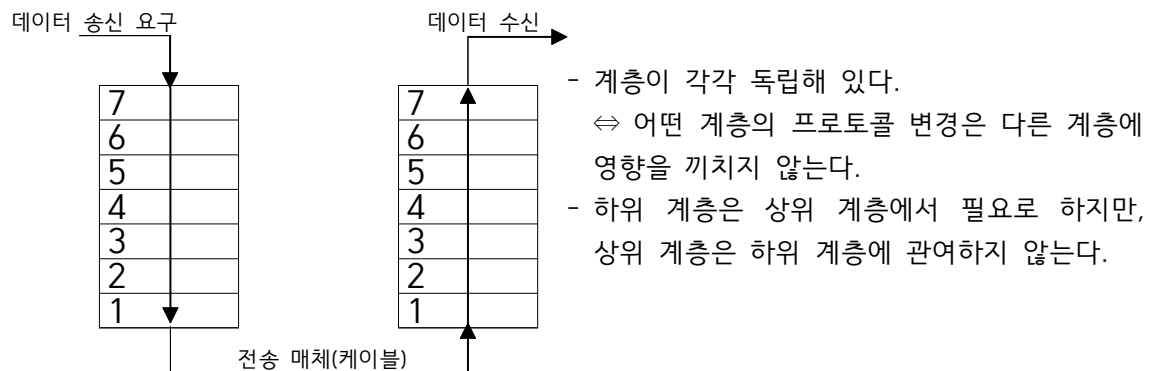 데이터 송신 요구
데이터 수신
7
6
5
4
3
2
1
전송 매체(케이블)
7
6
5
4
3
2
1
- 계층이 각각 독립해 있다.
⇔ 어떤 계층의 프로토콜 변경은 다른 계층에
영향을 끼치지 않는다.
- 하위 계층은 상위 계층에서 필요로 하지만,
상위 계층은 하위 계층에 관여하지 않는다.